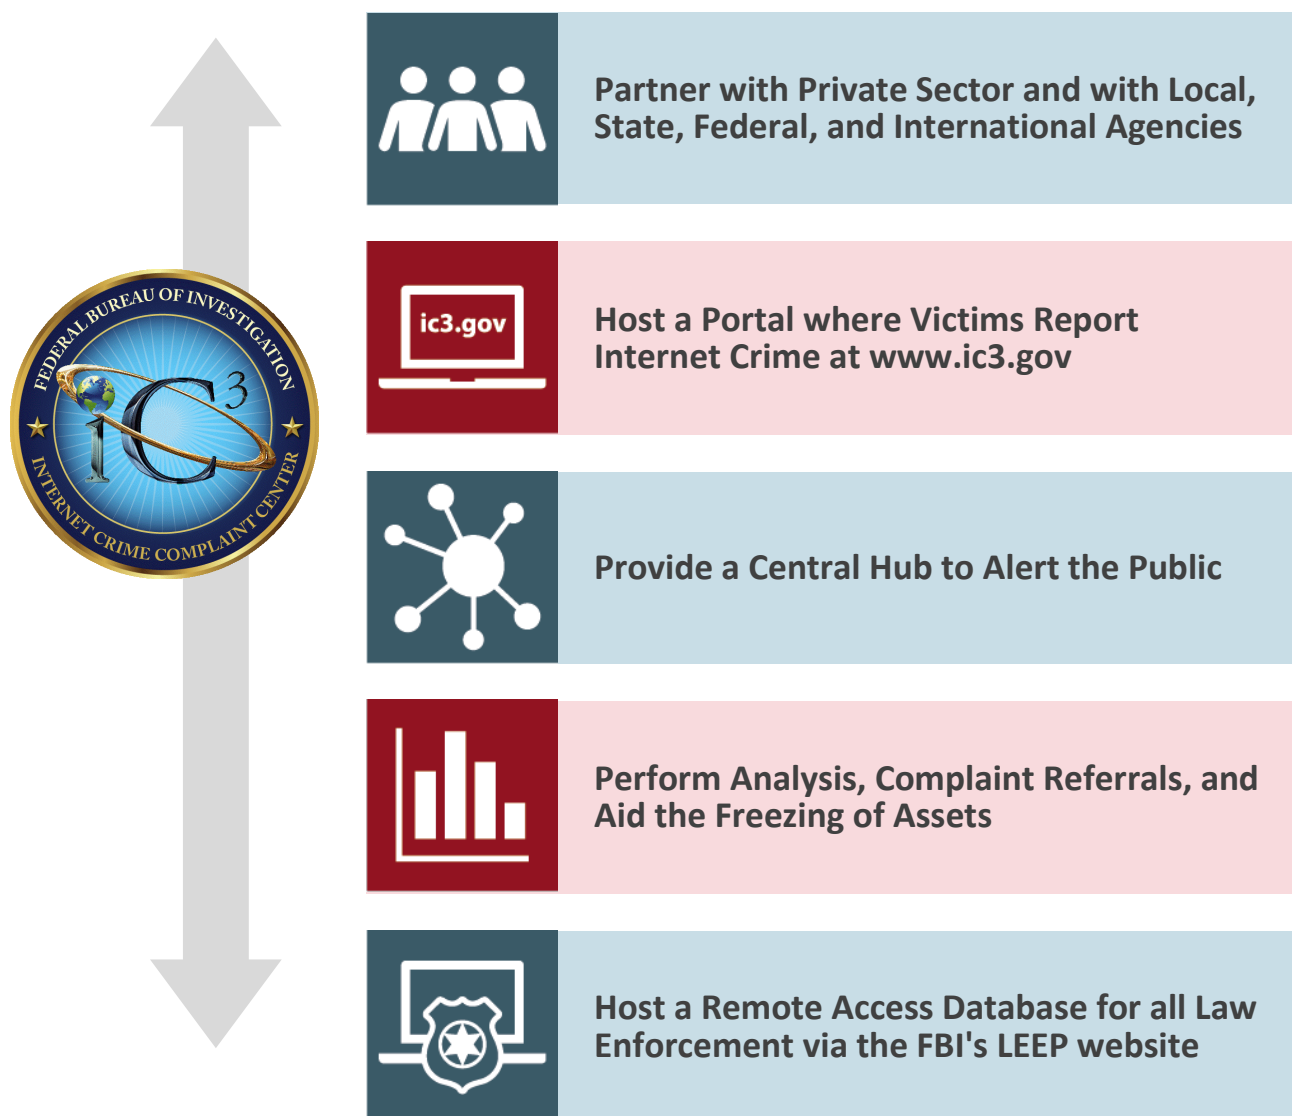 Partner with Private Sector and with Local,
State, Federal, and International Agencies
ic3.gov
Host a Portal where Victims Report
Internet Crime at www.ic3.gov
FEDERAL BUREAU OF INVESTIGATION
iC3
INTERNET CRIME COMPLAINT CENTER
Provide a Central Hub to Alert the Public
Perform Analysis, Complaint Referrals, and
Aid the Freezing of Assets
Host a Remote Access Database for all Law
Enforcement via the FBI's LEEP website